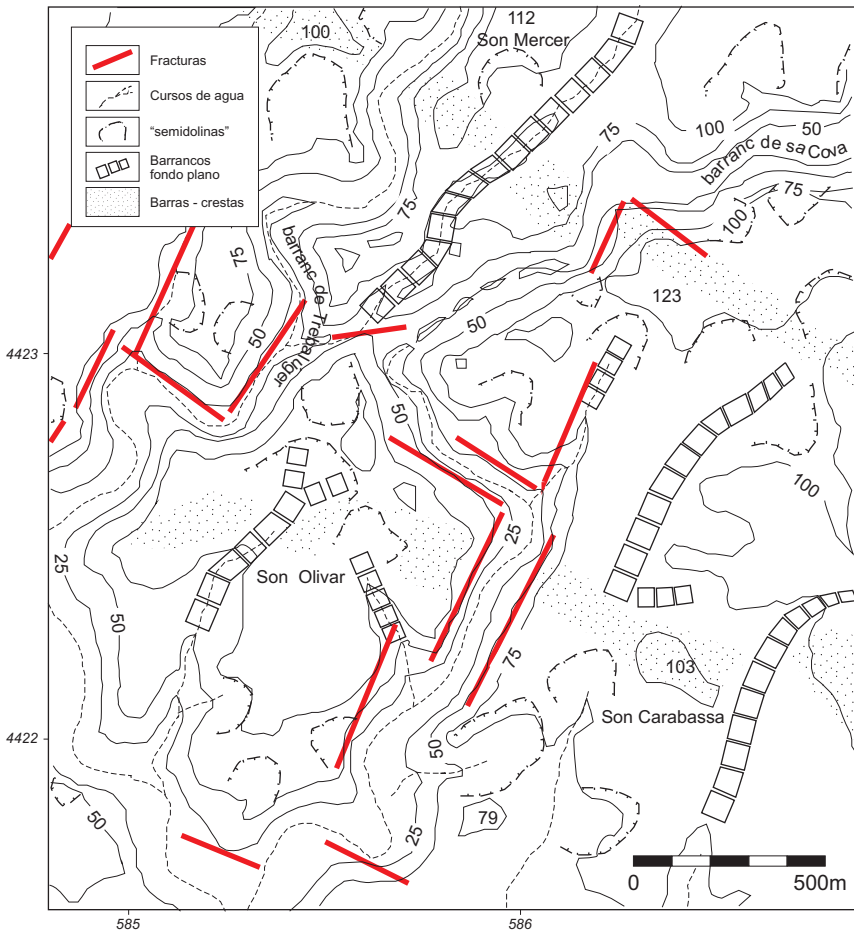 112
Son Mercer
100
Fracturas
Cursos de agua
“semidolinas”
Barrancos
fondo plano
Barras - crestas
75
100
50
barranc de sa Cova
75
75
100
75
barranc de Trebaluger
123
50
50
4423
50
100
25
25
Son Olivar
50
75
103
Son Carabassa
4422
50
50
79
25
0
500m
585
586